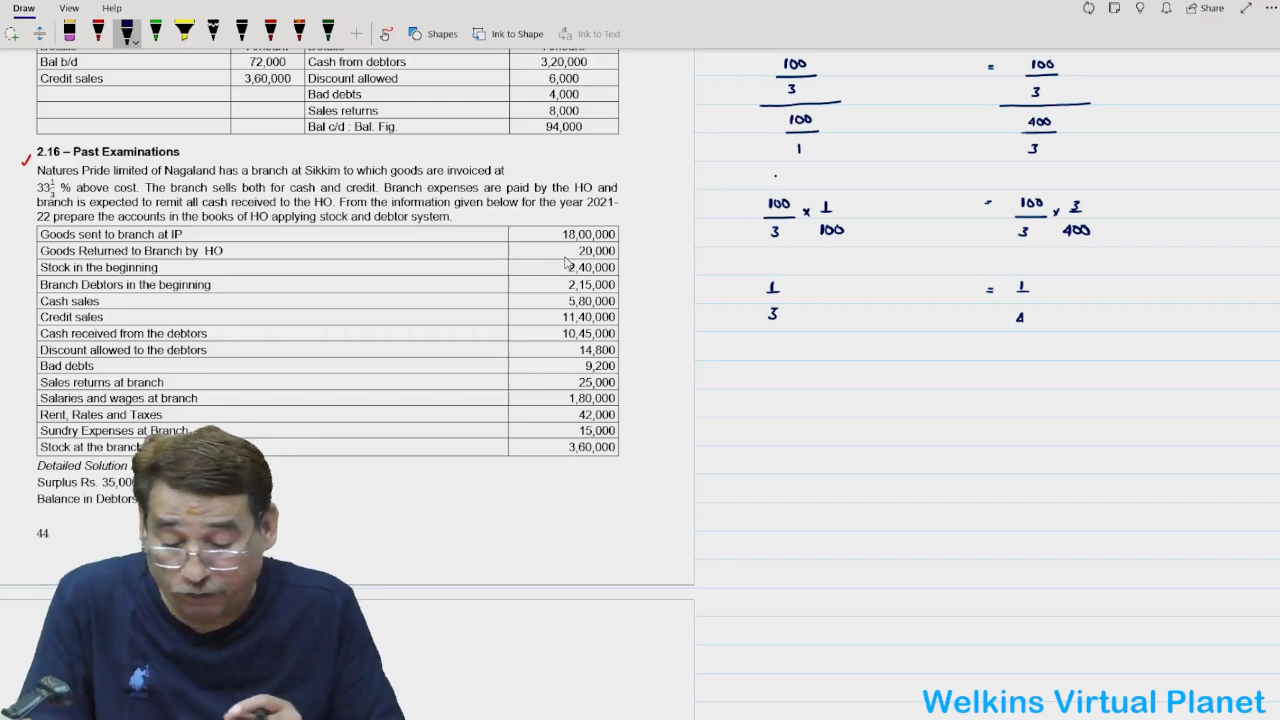 Draw View Help
Share
Shapes Ink to Shape Ink to Text
Bal b/d 72,000 Cash from debtors 3,20,000
Credit sales 3,60,000 Discount allowed 6,000
Bad debts 4,000
Sales returns 8,000
Bal c/d : Bal. Fig. 94,000
2.16 – Past Examinations
Natures Pride limited of Nagaland has a branch at Sikkim to which goods are invoiced at
33 1/3 % above cost. The branch sells both for cash and credit. Branch expenses are paid by the HO and
branch is expected to remit all cash received to the HO. From the information given below for the year 2021-
22 prepare the accounts in the books of HO applying stock and debtor system.
Goods sent to branch at IP 18,00,000
Goods Returned to Branch by HO 20,000
Stock in the beginning 2,40,000
Branch Debtors in the beginning 2,15,000
Cash sales 5,80,000
Credit sales 11,40,000
Cash received from the debtors 10,45,000
Discount allowed to the debtors 14,800
Bad debts 9,200
Sales returns at branch 25,000
Salaries and wages at branch 1,80,000
Rent, Rates and Taxes 42,000
Sundry Expenses at Branch 15,000
Stock at the branch 3,60,000
Detailed Solution
Surplus Rs. 35,000
Balance in Debtors
44
100 = 100
3 3
100 400
1 3
100 × 1 = 100 × 3
3 100 3 400
1 = 1
3 4
Welkins Virtual Planet